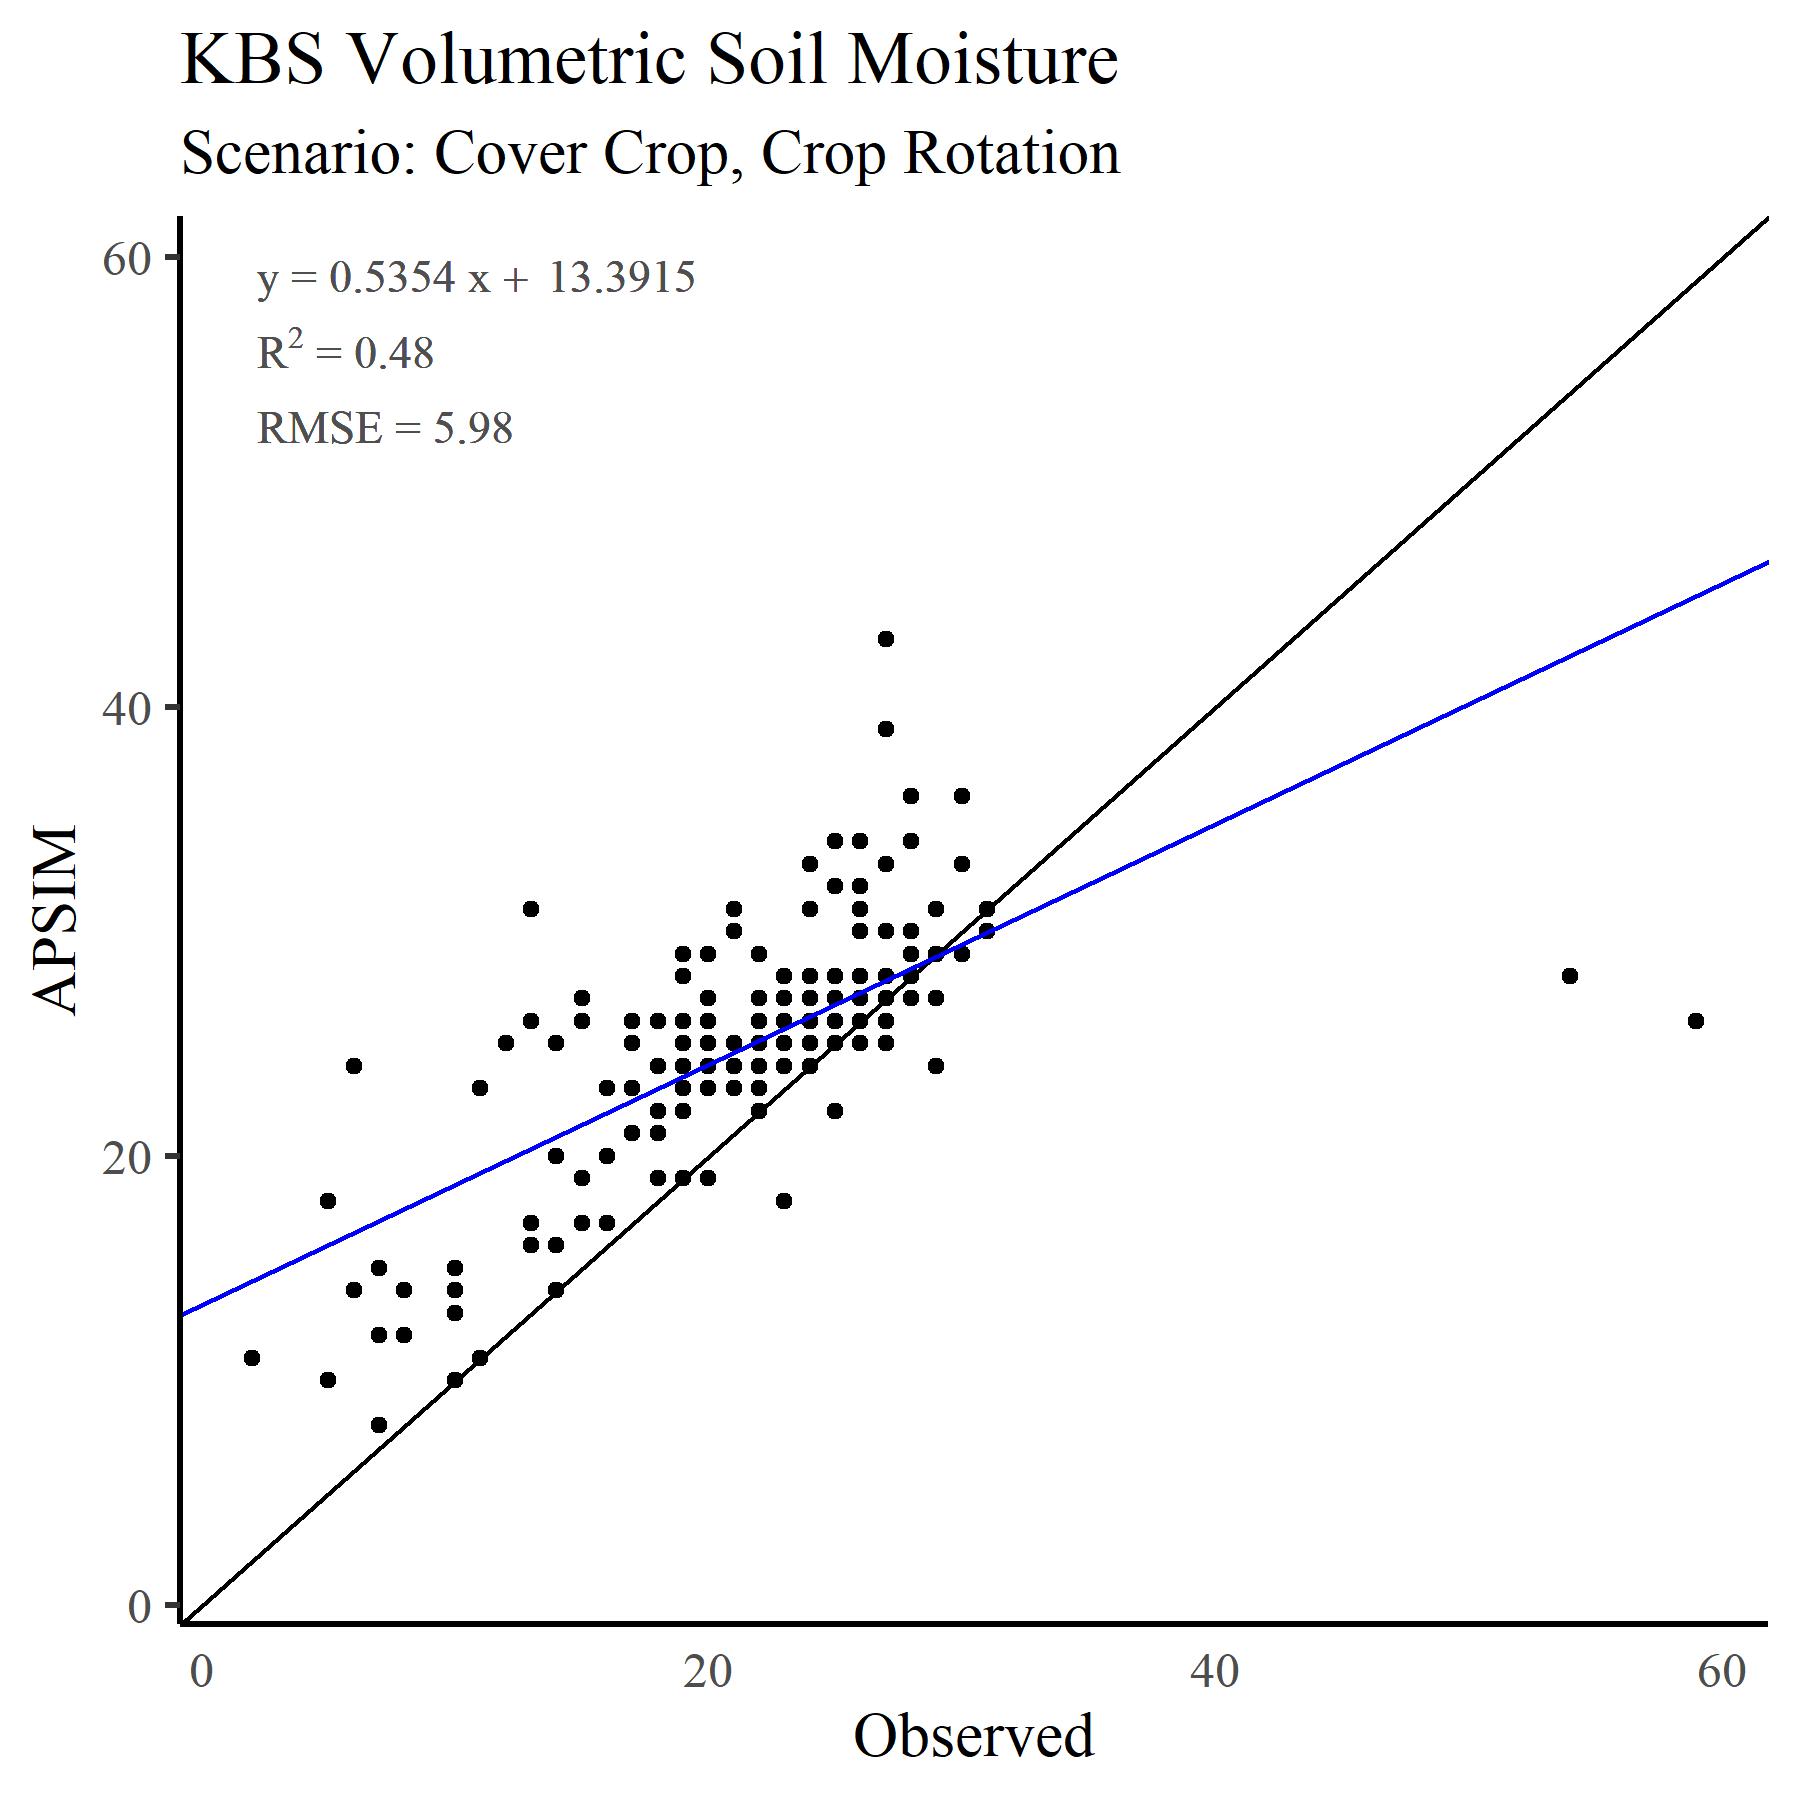 KBS Volumetric Soil Moisture
Scenario: Cover Crop, Crop Rotation
60
y = 0.5354 x + 13.3915
R² = 0.48
RMSE = 5.98
40
APSIM
20
0
0 20 40 60
Observed